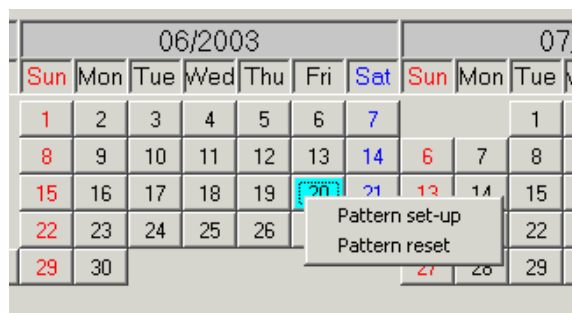 06/2003 07
Sun Mon Tue Wed Thu Fri Sat Sun Mon Tue
1 2 3 4 5 6 7 1
8 9 10 11 12 13 14 6 7 8
15 16 17 18 19 20 21 13 14 15
Pattern set-up
22 23 24 25 26 22
Pattern reset
29 30 27 28 29